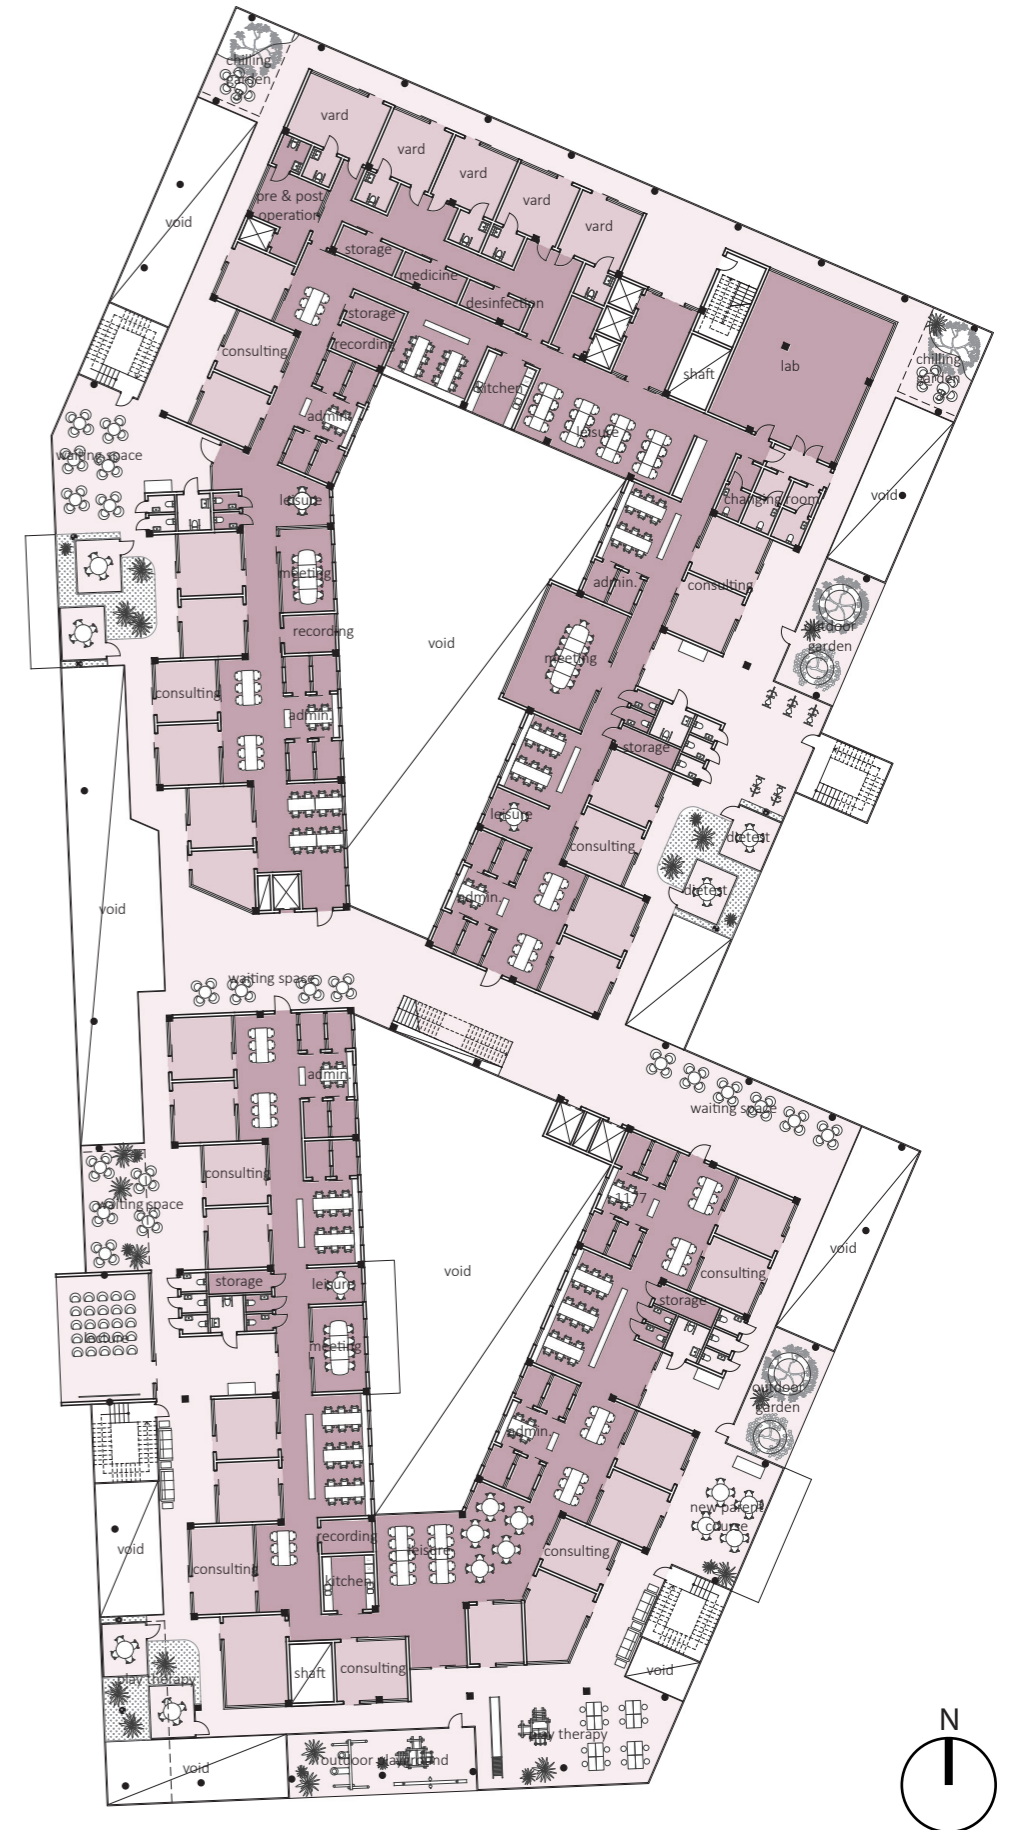 chilling
garden
vard
vard
vard
vard
vard
void
pre & post
operation
storage
medicine
desinfection
storage
recording
consulting
kitchen
shaft
lab
chilling
garden
admin.
leisure
waiting space
leisure
changing room
void
meeting
admin.
consulting
recording
void
outdoor
garden
meeting
consulting
admin.
storage
leisure
dietest
consulting
dietest
admin.
void
waiting space
admin.
waiting space
consulting
waiting space
1177
void
storage
leisure
void
consulting
storage
lecture
meeting
outdoor
garden
admin.
new parent
course
void
recording
leisure
consulting
consulting
kitchen
play therapy
shaft
consulting
void
play therapy
void
outdoor playground
N